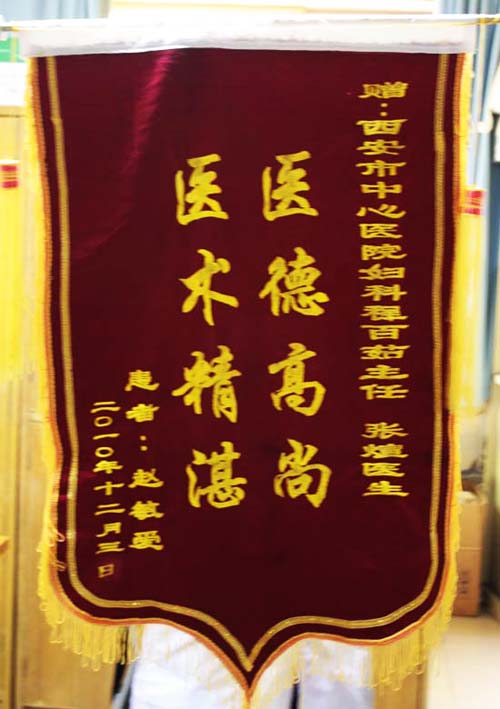 赠：西安市中心医院妇科程百茹主任 张煊医生
医德高尚
医术精湛
患者：赵敏爱
二〇一〇年十二月三日